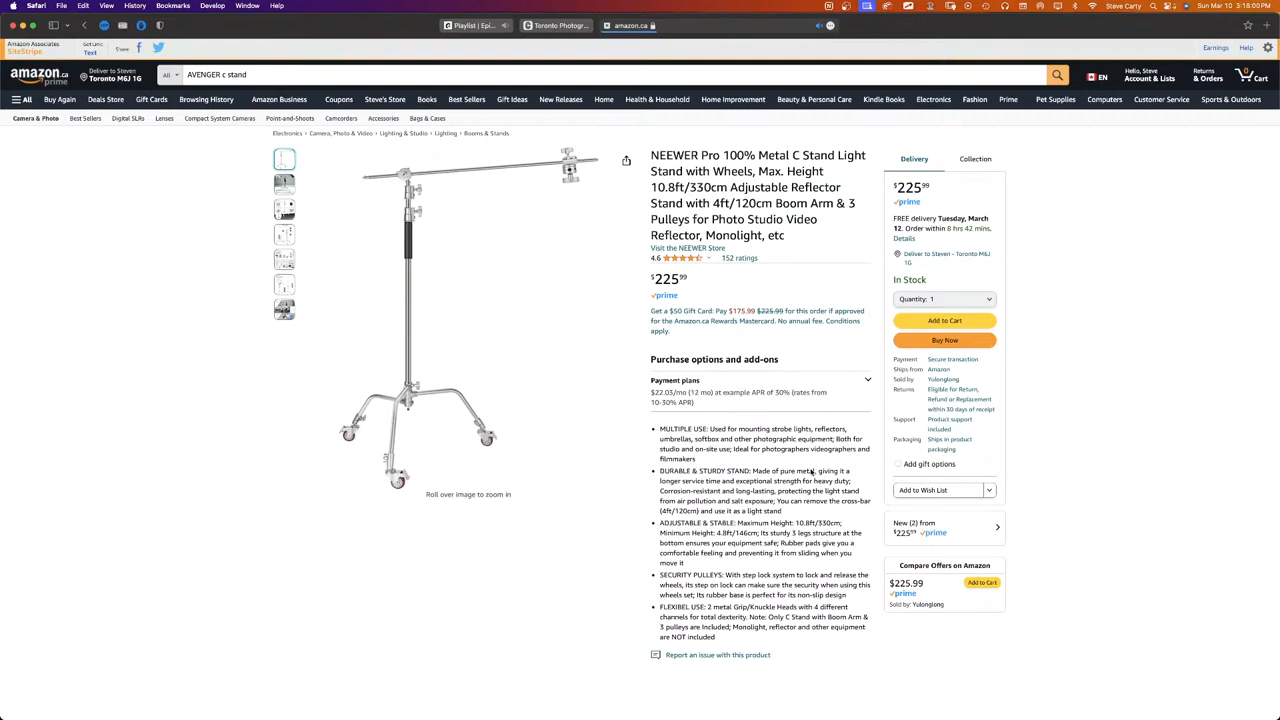 Safari File Edit View History Bookmarks Develop Window Help Steve Carty Sun Mar 10 3:16:00 PM
Playlist | Epi... Toronto Photogr... amazon.ca
Amazon Associates
SiteStripe
Get Link:
Text
Share:
Earnings Help
amazon.ca
prime
Deliver to Steven
Toronto M6J 1G
All
AVENGER c stand
EN
Hello, Steve
Account & Lists
Returns
& Orders
0
Cart
All Buy Again Deals Store Gift Cards Browsing History Amazon Business Coupons Steve's Store Books Best Sellers Gift Ideas New Releases Home Health & Household Home Improvement Beauty & Personal Care Kindle Books Electronics Fashion Prime Pet Supplies Computers Customer Service Sports & Outdoors
Camera & Photo Best Sellers Digital SLRs Lenses Compact System Cameras Point-and-Shoots Camcorders Accessories Bags & Cases
Electronics › Camera, Photo & Video › Lighting & Studio › Lighting › Booms & Stands
Roll over image to zoom in
NEEWER Pro 100% Metal C Stand Light
Stand with Wheels, Max. Height
10.8ft/330cm Adjustable Reflector
Stand with 4ft/120cm Boom Arm & 3
Pulleys for Photo Studio Video
Reflector, Monolight, etc
Visit the NEEWER Store
4.6 152 ratings
$225 99
prime
Get a $50 Gift Card: Pay $175.99 $225.99 for this order if approved
for the Amazon.ca Rewards Mastercard. No annual fee. Conditions
apply.
Purchase options and add-ons
Payment plans
$22.03/mo (12 mo) at example APR of 30% (rates from
10-30% APR)
• MULTIPLE USE: Used for mounting strobe lights, reflectors,
umbrellas, softbox and other photographic equipment; Both for
studio and on-site use; Ideal for photographers videographers and
filmmakers
• DURABLE & STURDY STAND: Made of pure metal, giving it a
longer service time and exceptional strength for heavy duty;
Corrosion-resistant and long-lasting, protecting the light stand
from air pollution and salt exposure; You can remove the cross-bar
(4ft/120cm) and use it as a light stand
• ADJUSTABLE & STABLE: Maximum Height: 10.8ft/330cm;
Minimum Height: 4.8ft/146cm; Its sturdy 3 legs structure at the
bottom ensures your equipment safe; Rubber pads give you a
comfortable feeling and preventing it from sliding when you
move it
• SECURITY PULLEYS: With step lock system to lock and release the
wheels, its step on lock can make sure the security when using this
wheels set; Its rubber base is perfect for its non-slip design
• FLEXIBEL USE: 2 metal Grip/Knuckle Heads with 4 different
channels for total dexterity. Note: Only C Stand with Boom Arm &
3 pulleys are Included; Monolight, reflector and other equipment
are NOT included
Report an issue with this product
Delivery Collection
$225 99
prime
FREE delivery Tuesday, March
12. Order within 8 hrs 42 mins.
Details
Deliver to Steven - Toronto M6J
1G
In Stock
Quantity: 1
Add to Cart
Buy Now
Payment Secure transaction
Ships from Amazon
Sold by Yulonglong
Returns Eligible for Return,
Refund or Replacement
within 30 days of receipt
Support Product support
included
Packaging Ships in product
packaging
Add gift options
Add to Wish List
New (2) from
$225 99 prime
Compare Offers on Amazon
$225.99
Add to Cart
prime
Sold by: Yulonglong